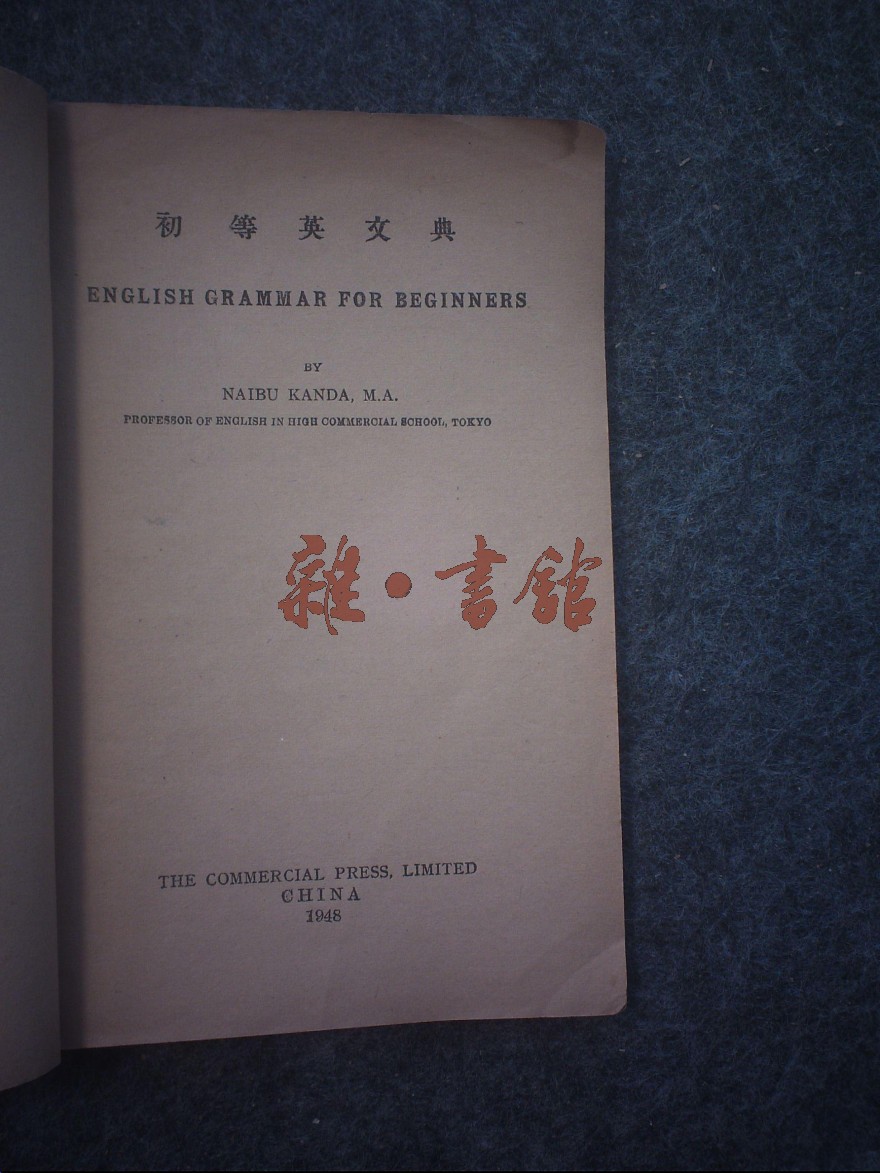 初等英文典
ENGLISH GRAMMAR FOR BEGINNERS
BY
NAIBU KANDA, M.A.
PROFESSOR OF ENGLISH IN HIGH COMMERCIAL SCHOOL, TOKYO
雜·書館
THE COMMERCIAL PRESS, LIMITED
CHINA
1948